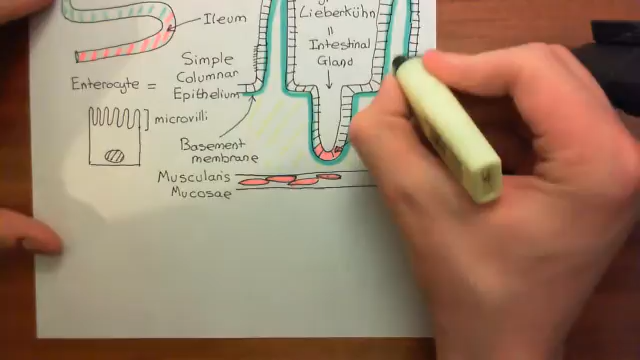 Ileum
Lieberkühn
=
Intestinal
Gland
Simple
Columnar
Epithelium
Enterocyte =
microvilli
Basement
membrane
Muscularis
Mucosae